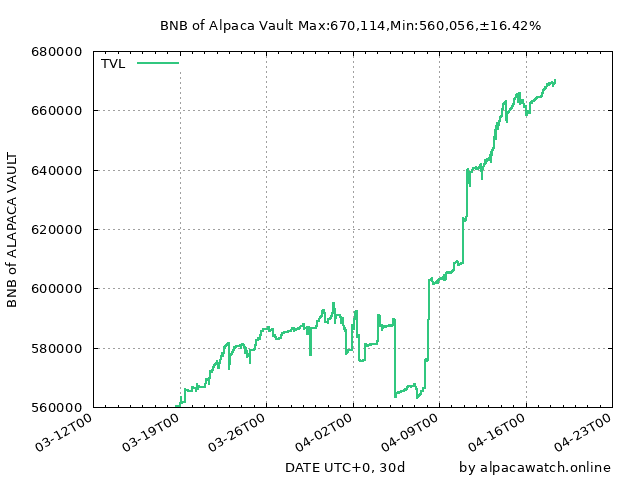 BNB of Alpaca Vault Max:670,114,Min:560,056,±16.42%
TVL
680000
660000
640000
620000
600000
580000
560000
BNB of ALAPACA VAULT
03-12T00
03-19T00
03-26T00
04-02T00
04-09T00
04-16T00
04-23T00
DATE UTC+0, 30d
by alpacawatch.online